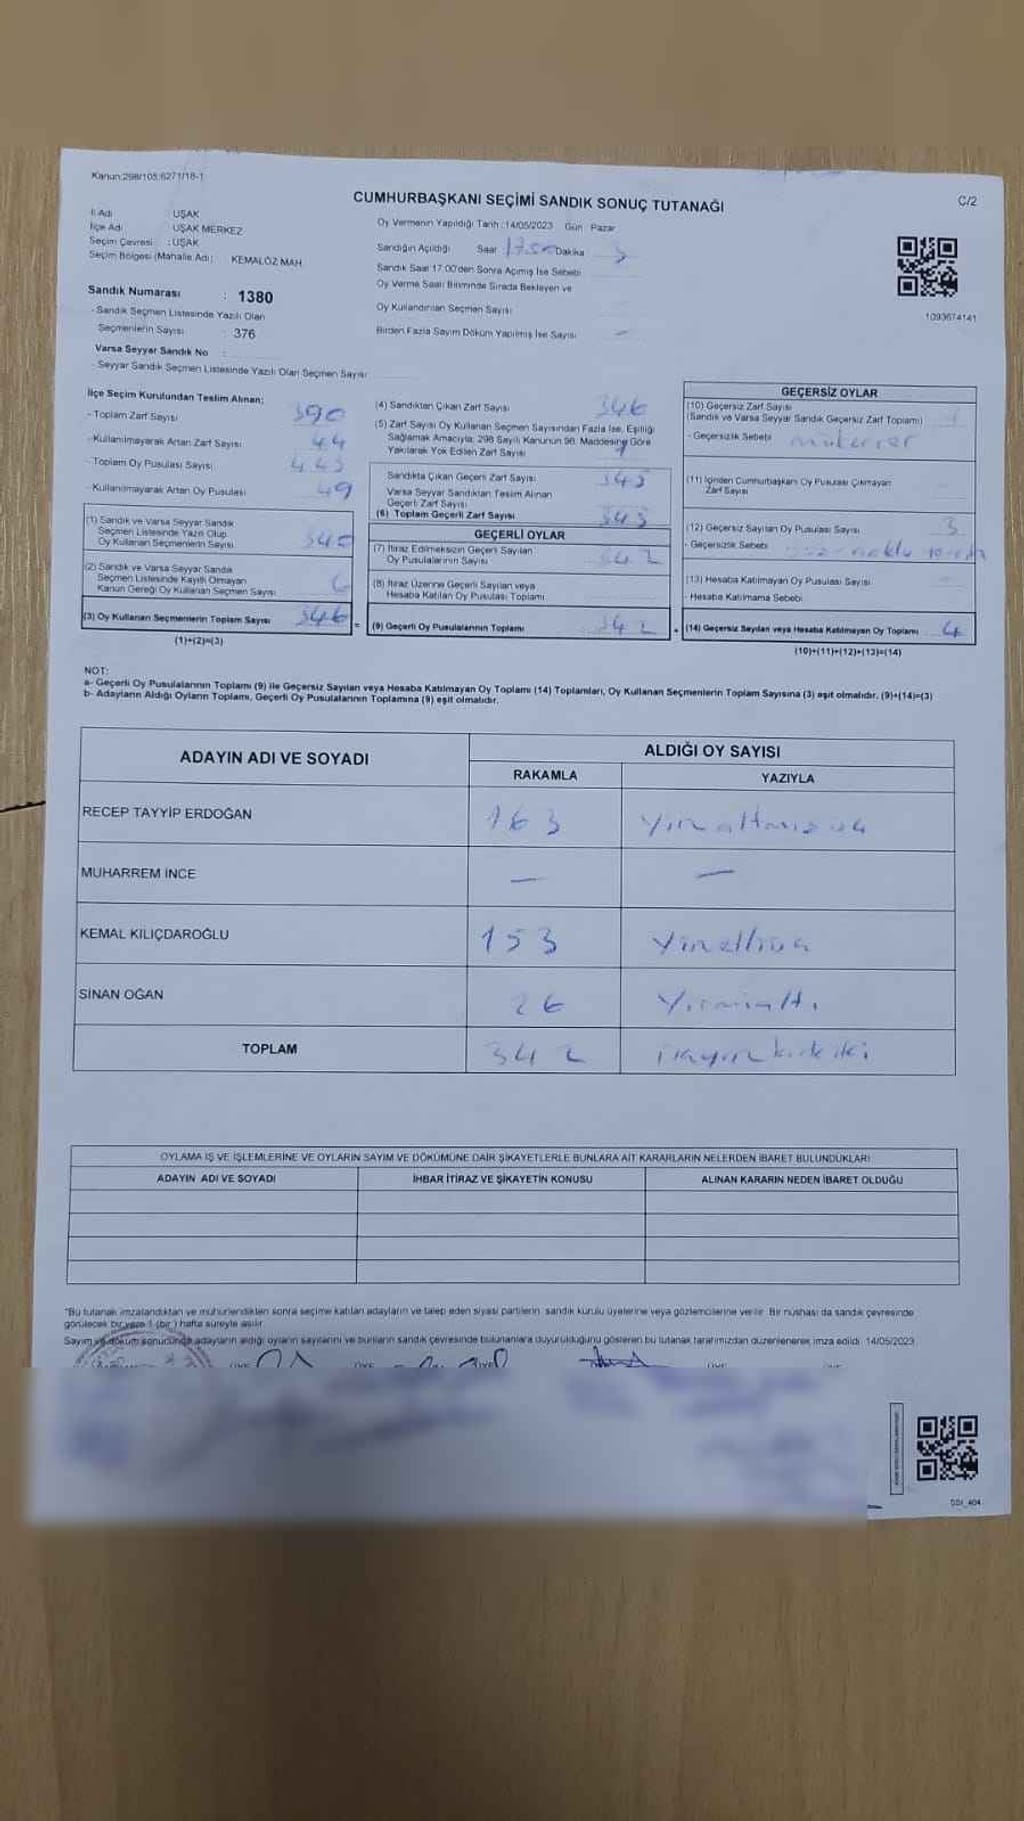 Kanun:298/105;6271/18-1
CUMHURBAŞKANI SEÇİMİ SANDIK SONUÇ TUTANAĞI
C/2
İl Adı : UŞAK
İlçe Adı : UŞAK MERKEZ
Seçim Çevresi : UŞAK
Seçim Bölgesi (Mahalle Adı) : KEMALÖZ MAH.
Sandık Numarası : 1380
- Sandık Seçmen Listesinde Yazılı Olan
Seçmenlerin Sayısı : 376
Varsa Seyyar Sandık No :
- Seyyar Sandık Seçmen Listesinde Yazılı Olan Seçmen Sayısı
Oy Vermenin Yapıldığı Tarih :14/05/2023 Gün Pazar
Sandığın Açıldığı Saat Dakika
Sandık Saat 17:00'den Sonra Açımış İse Sebebi
Oy Verme Saati Bitiminde Sırada Bekleyen ve
Oy Kullandırılan Seçmen Sayısı
Birden Fazla Sayım Döküm Yapılmış İse Sayısı
1093674141
İlçe Seçim Kurulundan Teslim Alınan;
- Toplam Zarf Sayısı 390
- Kullanılmayarak Artan Zarf Sayısı 44
- Toplam Oy Pusulası Sayısı
- Kullanılmayarak Artan Oy Pusulası 49
(1) Sandık ve Varsa Seyyar Sandık
Seçmen Listesinde Yazılı Olup
Oy Kullanan Seçmenlerin Sayısı 340
(2) Sandık ve Varsa Seyyar Sandık
Seçmen Listesinde Kayıtlı Olmayan
Kanun Gereği Oy Kullanan Seçmen Sayısı 6
(3) Oy Kullanan Seçmenlerin Toplam Sayısı 346
(1)+(2)=(3)
(4) Sandıktan Çıkan Zarf Sayısı 346
(5) Zarf Sayısı Oy Kullanan Seçmen Sayısından Fazla İse, Eşitliği
Sağlamak Amacıyla; 298 Sayılı Kanunun 98. Maddesine Göre
Yakılarak Yok Edilen Zarf Sayısı
Sandıkta Çıkan Geçerli Zarf Sayısı 345
Varsa Seyyar Sandıktan Teslim Alınan
Geçerli Zarf Sayısı
(6) Toplam Geçerli Zarf Sayısı 345
GEÇERLİ OYLAR
(7) İtiraz Edilmeksizin Geçerli Sayılan
Oy Pusulalarının Sayısı 342
(8) İtiraz Üzerine Geçerli Sayılan veya
Hesaba Katılan Oy Pusulası Toplamı
= (9) Geçerli Oy Pusulalarının Toplamı 342
GEÇERSİZ OYLAR
(10) Geçersiz Zarf Sayısı 1
(Sandık ve Varsa Seyyar Sandık Geçersiz Zarf Toplamı)
- Geçersizlik Sebebi
(11) İçinden Cumhurbaşkanı Oy Pusulası Çıkmayan
Zarf Sayısı
(12) Geçersiz Sayılan Oy Pusulası Sayısı 3
- Geçersizlik Sebebi
(13) Hesaba Katılmayan Oy Pusulası Sayısı
- Hesaba Katılmama Sebebi
+ (14) Geçersiz Sayılan veya Hesaba Katılmayan Oy Toplamı 4
(10)+(11)+(12)+(13)=(14)
NOT:
a- Geçerli Oy Pusulalarının Toplamı (9) ile Geçersiz Sayılan veya Hesaba Katılmayan Oy Toplamı (14) Toplamları, Oy Kullanan Seçmenlerin Toplam Sayısına (3) eşit olmalıdır. (9)+(14)=(3)
b- Adayların Aldığı Oyların Toplamı, Geçerli Oy Pusulalarının Toplamına (9) eşit olmalıdır.
ADAYIN ADI VE SOYADI
ALDIĞI OY SAYISI
RAKAMLA YAZIYLA
RECEP TAYYİP ERDOĞAN 163 yüzaltmışüç
MUHARREM İNCE — —
KEMAL KILIÇDAROĞLU 153 yüzelliüç
SİNAN OĞAN 26 yirmialtı
TOPLAM 342 üçyüzkırkiki
OYLAMA İŞ VE İŞLEMLERİNE VE OYLARIN SAYIM VE DÖKÜMÜNE DAİR ŞİKAYETLERLE BUNLARA AİT KARARLARIN NELERDEN İBARET BULUNDUKLARI
ADAYIN ADI VE SOYADI
İHBAR İTİRAZ VE ŞİKAYETİN KONUSU
ALINAN KARARIN NEDEN İBARET OLDUĞU
"Bu tutanak imzalandıktan ve mühürlendikten sonra seçime katılan adayların ve talep eden siyasi partilerin sandık kurulu üyelerine veya gözlemcilerine verilir. Bir nüshası da sandık çevresinde
görülecek bir yere 1 (bir ) hafta süreyle asılır.
Sayım ve döküm sonucunda adayların aldığı oyların sayılarını ve bunların sandık çevresinde bulunanlara duyurulduğunu gösteren bu tutanak tarafımızdan düzenlenerek imza edildi. 14/05/2023